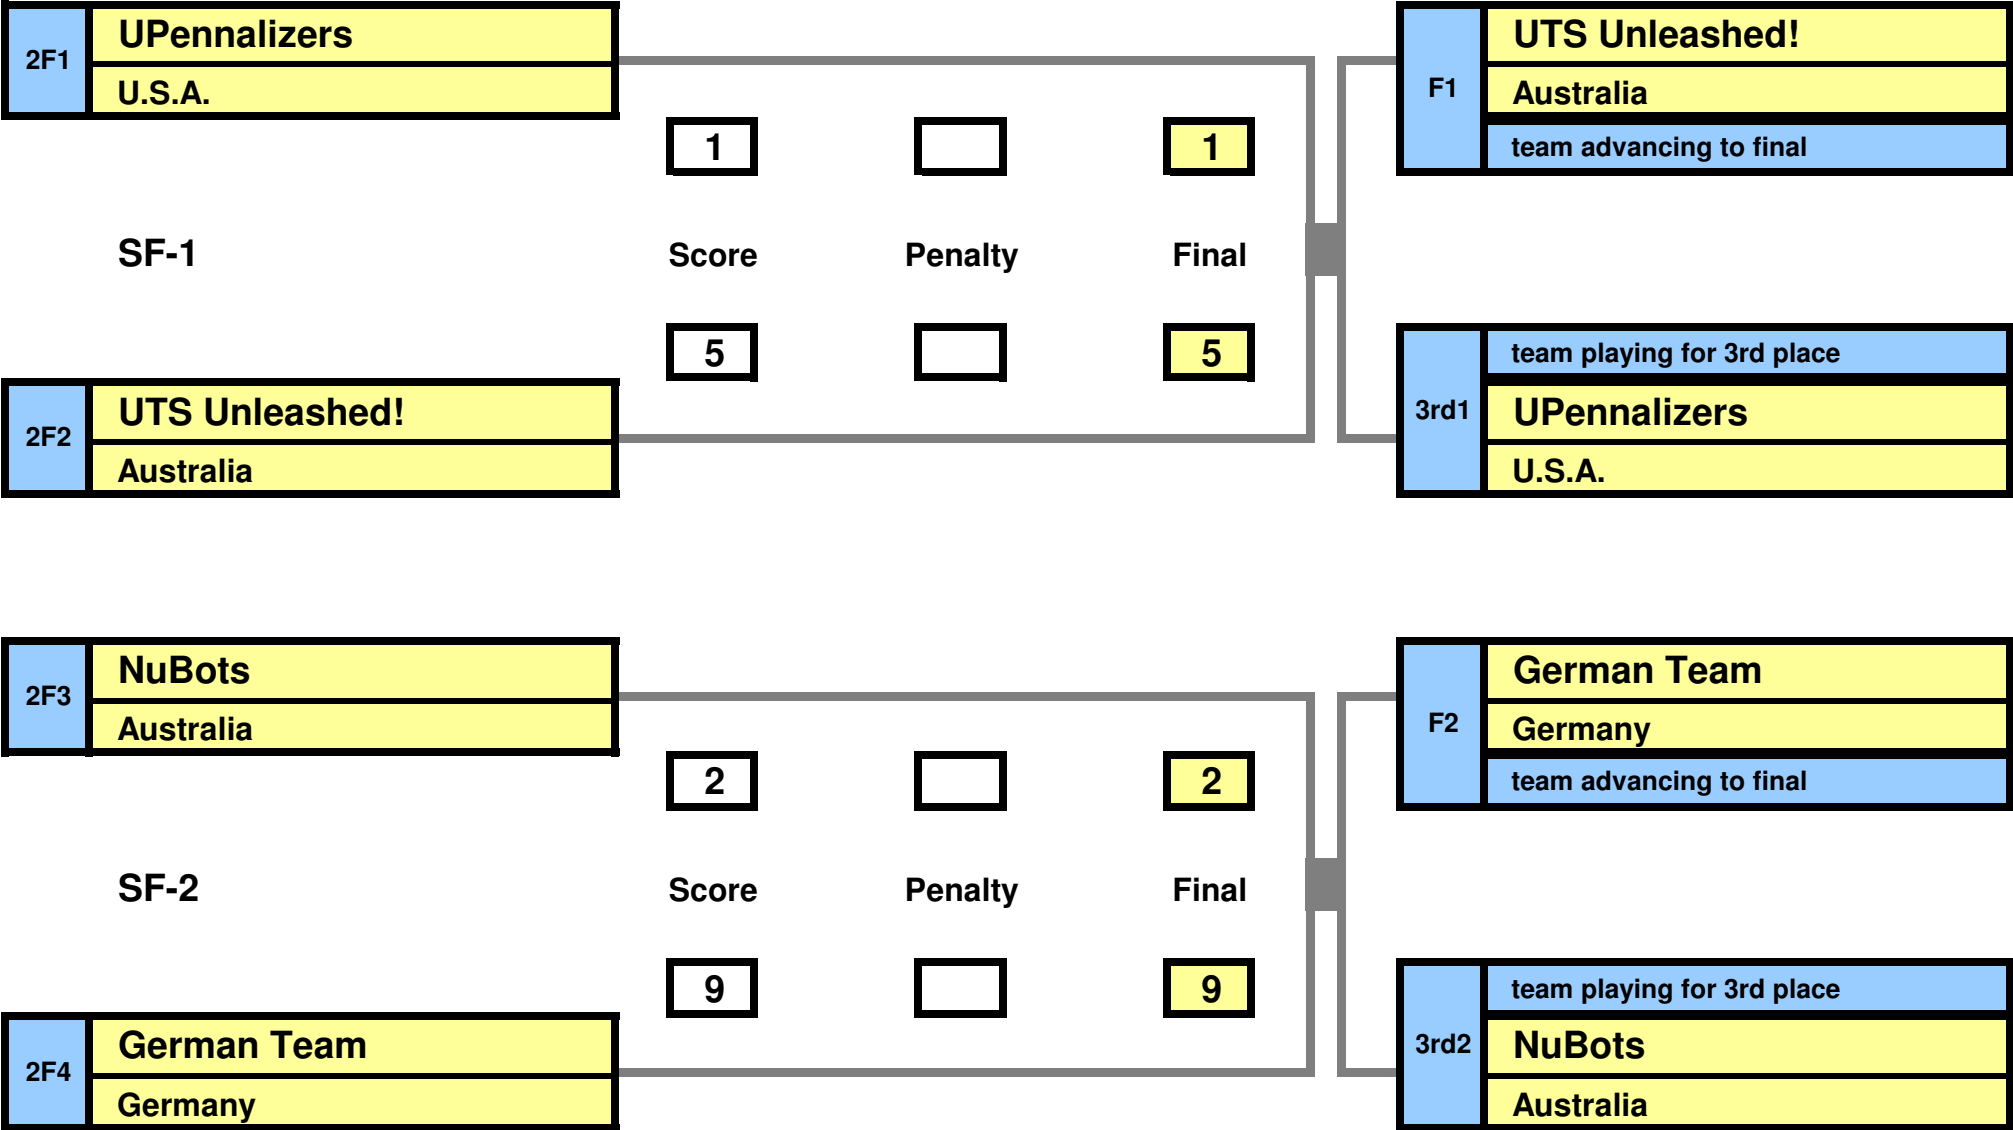 2F1
UPennalizers
U.S.A.
1
1
SF-1
Score
Penalty
Final
5
5
2F2
UTS Unleashed!
Australia
F1
UTS Unleashed!
Australia
team advancing to final
3rd1
team playing for 3rd place
UPennalizers
U.S.A.
2F3
NuBots
Australia
2
2
SF-2
Score
Penalty
Final
9
9
2F4
German Team
Germany
F2
German Team
Germany
team advancing to final
3rd2
team playing for 3rd place
NuBots
Australia